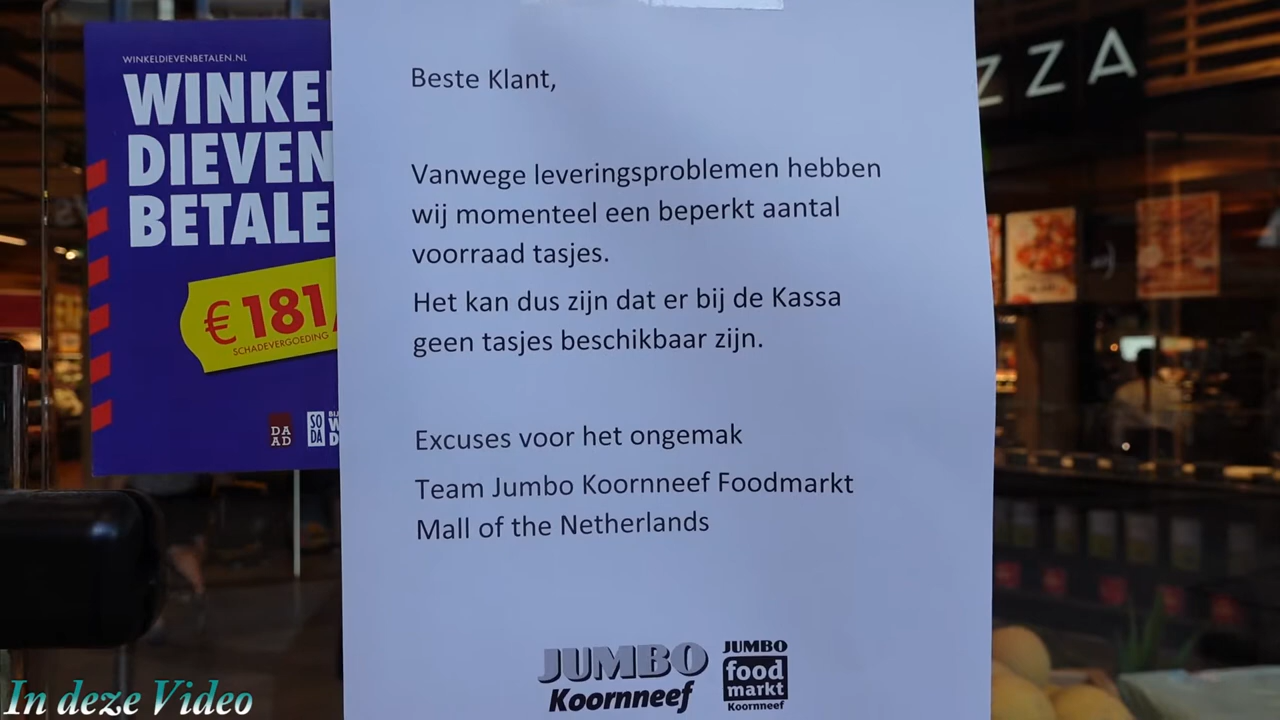 WINKELDIEVENBETALEN.NL
DIEVEN
€ 181
SCHADEVERGOEDING
DA
AD
SO
DA
Beste Klant,
Vanwege leveringsproblemen hebben
wij momenteel een beperkt aantal
voorraad tasjes.
Het kan dus zijn dat er bij de Kassa
geen tasjes beschikbaar zijn.
Excuses voor het ongemak
Team Jumbo Koornneef Foodmarkt
Mall of the Netherlands
JUMBO
Koornneef
JUMBO
food
markt
Koornneef
ZZA
In deze Video